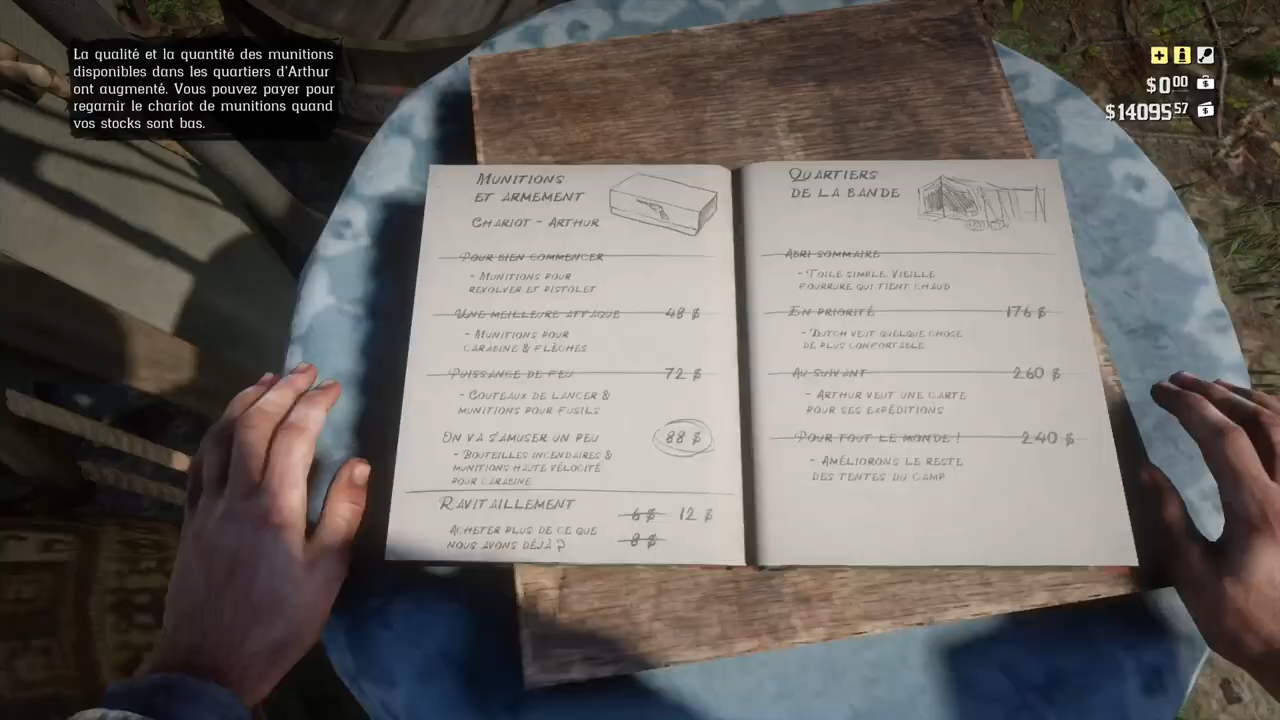 La qualité et la quantité des munitions
disponibles dans les quartiers d'Arthur
ont augmenté. Vous pouvez payer pour
regarnir le chariot de munitions quand
vos stocks sont bas.
$0.00
$14095.57
MUNITIONS
ET ARMEMENT
CHARIOT - ARTHUR
POUR BIEN COMMENCER
- MUNITIONS POUR
REVOLVER ET PISTOLET
UNE MEILLEURE ATTAQUE 48 $
- MUNITIONS POUR
CARABINE & FLÈCHES
PUISSANCE DE FEU 72 $
- COUTEAUX DE LANCER &
MUNITIONS POUR FUSILS
ON VA S'AMUSER UN PEU 88 $
- BOUTEILLES INCENDIAIRES &
MUNITIONS HAUTE VÉLOCITÉ
POUR CARABINE
RAVITAILLEMENT
6 $ 12 $
ACHETER PLUS DE CE QUE
NOUS AVONS DÉJÀ ?
8 $
QUARTIERS
DE LA BANDE
ABRI SOMMAIRE
- TOILE SIMPLE VIEILLE
FOURRURE QUI TIENT CHAUD
EN PRIORITÉ 176 $
- DUTCH VEUT QUELQUE CHOSE
DE PLUS CONFORTABLE
AU SUIVANT 260 $
- ARTHUR VEUT UNE CARTE
POUR SES EXPÉDITIONS
POUR TOUT LE MONDE ! 240 $
- AMÉLIORONS LE RESTE
DES TENTES DU CAMP